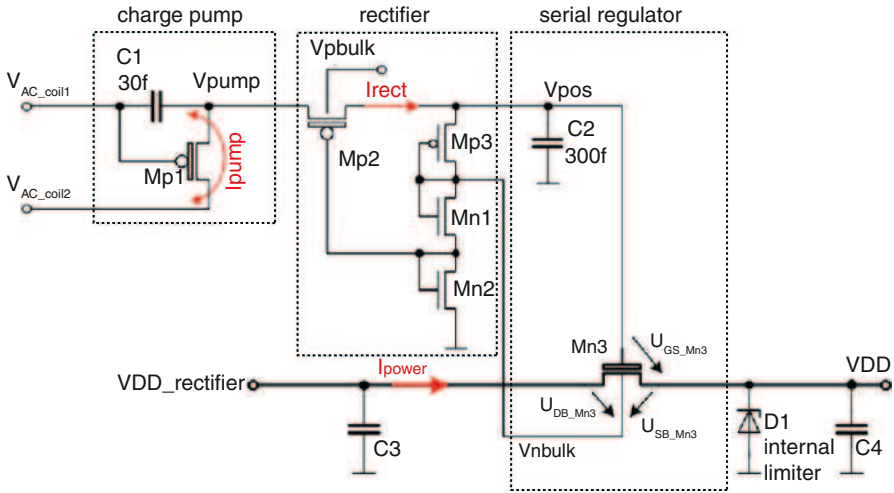 charge pump
rectifier
serial regulator
C1
30f
Vpump
Vpbulk
Irect
Vpos
V_AC_coil1
C2
300f
Mp3
Mp2
Mp1
Ipump
V_AC_coil2
Mn1
Mn2
Mn3
U_GS_Mn3
VDD_rectifier
Ipower
VDD
U_DB_Mn3
U_SB_Mn3
D1
internal
limiter
C3
C4
Vnbulk